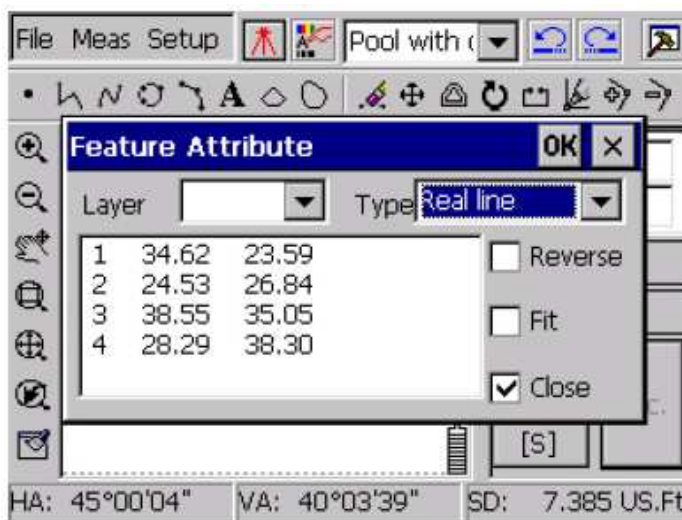 File Meas Setup Pool with c
A
Feature Attribute OK
Layer Type Real line
1 34.62 23.59
2 24.53 26.84
3 38.55 35.05
4 28.29 38.30
Reverse
Fit
Close
[S]
HA: 45°00'04" VA: 40°03'39" SD: 7.385 US.Ft